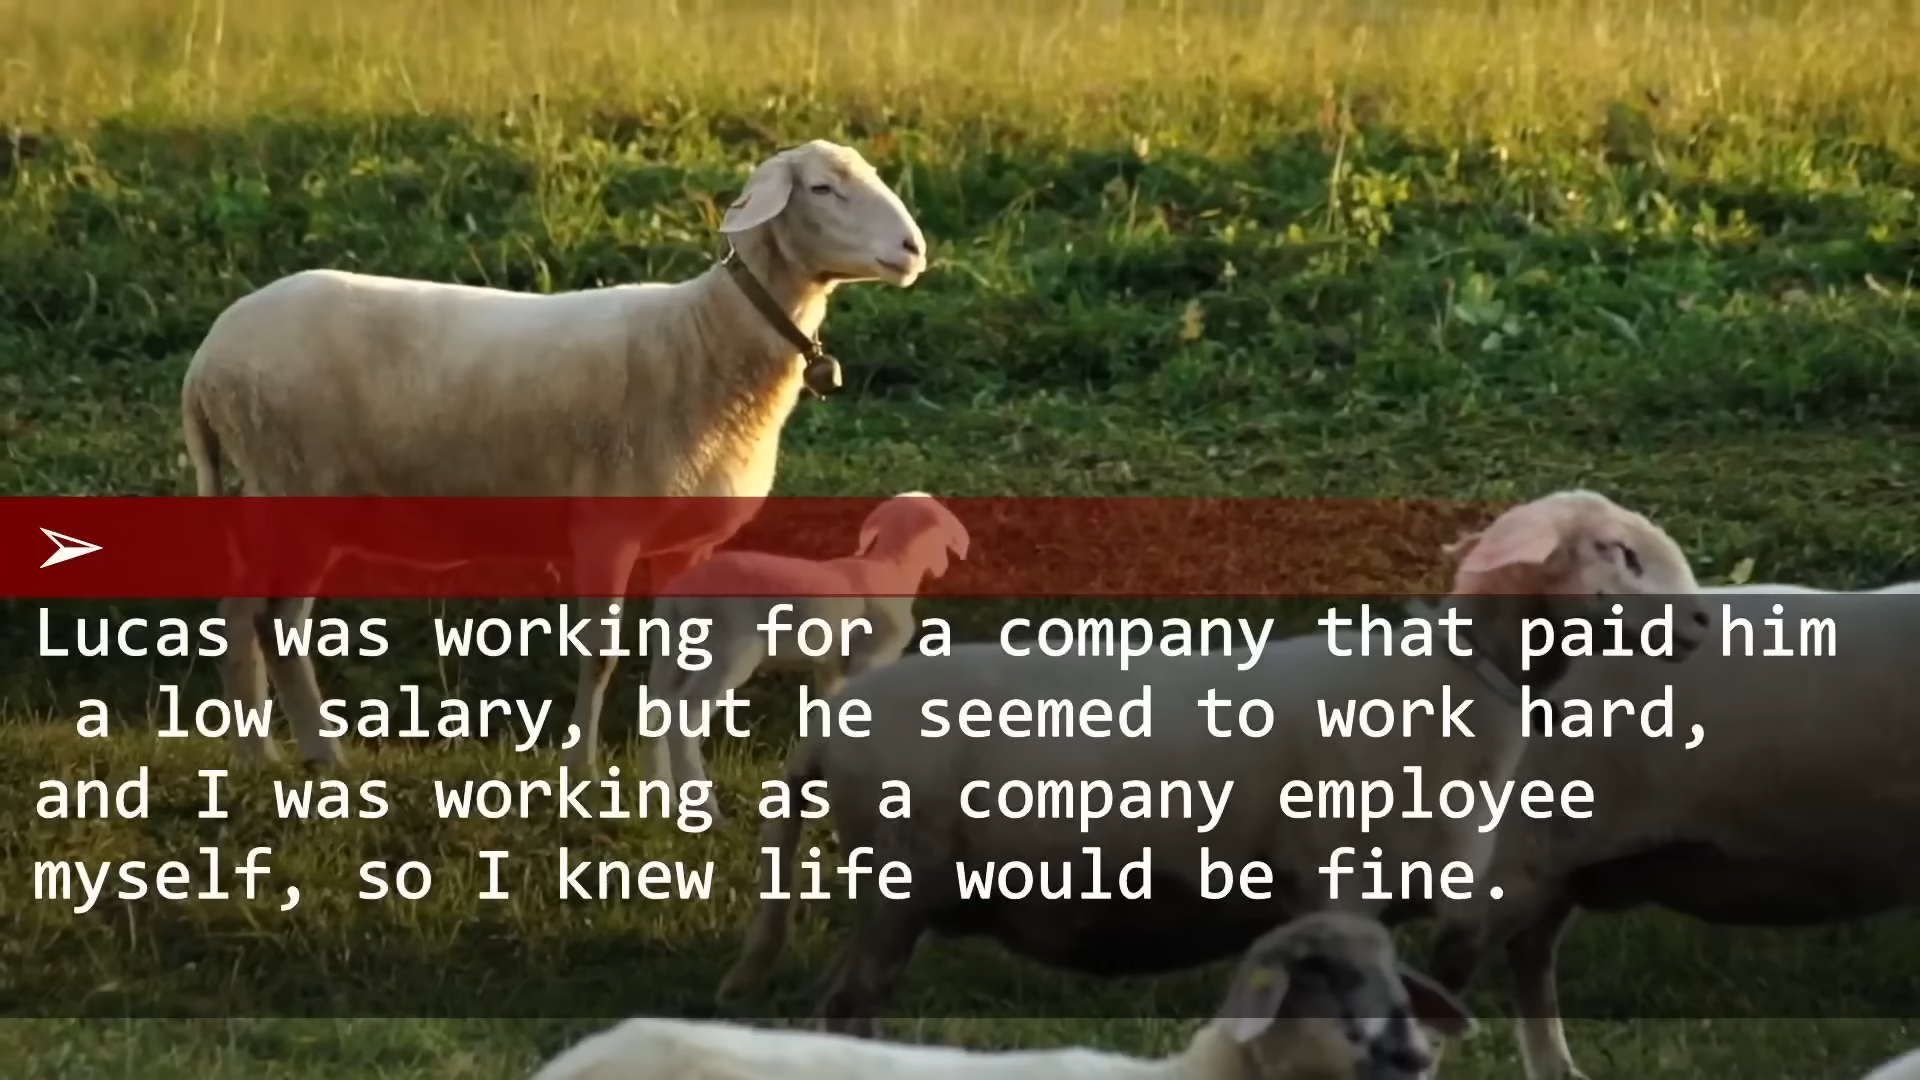 Lucas was working for a company that paid him
a low salary, but he seemed to work hard,
and I was working as a company employee
myself, so I knew life would be fine.